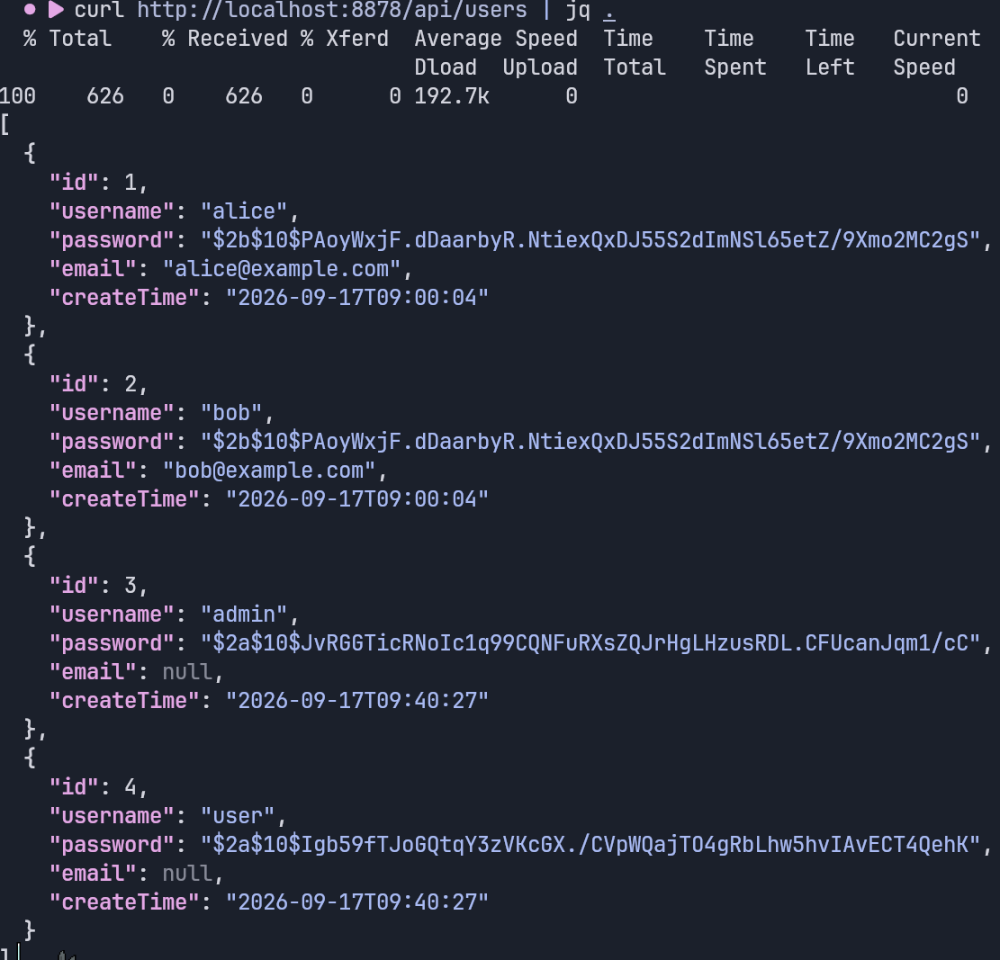 curl http://localhost:8878/api/users | jq .
% Total % Received % Xferd Average Speed Time Time Time Current
Dload Upload Total Spent Left Speed
100 626 0 626 0 0 192.7k 0 0
[
{
"id": 1,
"username": "alice",
"password": "$2b$10$PAoyWxjF.dDaarbyR.NtiexQxDJ55S2dImNSl65etZ/9Xmo2MC2gS",
"email": "alice@example.com",
"createTime": "2026-09-17T09:00:04"
},
{
"id": 2,
"username": "bob",
"password": "$2b$10$PAoyWxjF.dDaarbyR.NtiexQxDJ55S2dImNSl65etZ/9Xmo2MC2gS",
"email": "bob@example.com",
"createTime": "2026-09-17T09:00:04"
},
{
"id": 3,
"username": "admin",
"password": "$2a$10$JvRGGTicRNoIc1q99CQNFuRXsZQJrHgLHzusRDL.CFUcanJqm1/cC",
"email": null,
"createTime": "2026-09-17T09:40:27"
},
{
"id": 4,
"username": "user",
"password": "$2a$10$Igb59fTJoGQtqY3zVKcGX./CVpWQajTO4gRbLhw5hvIAvECT4QehK",
"email": null,
"createTime": "2026-09-17T09:40:27"
}
]